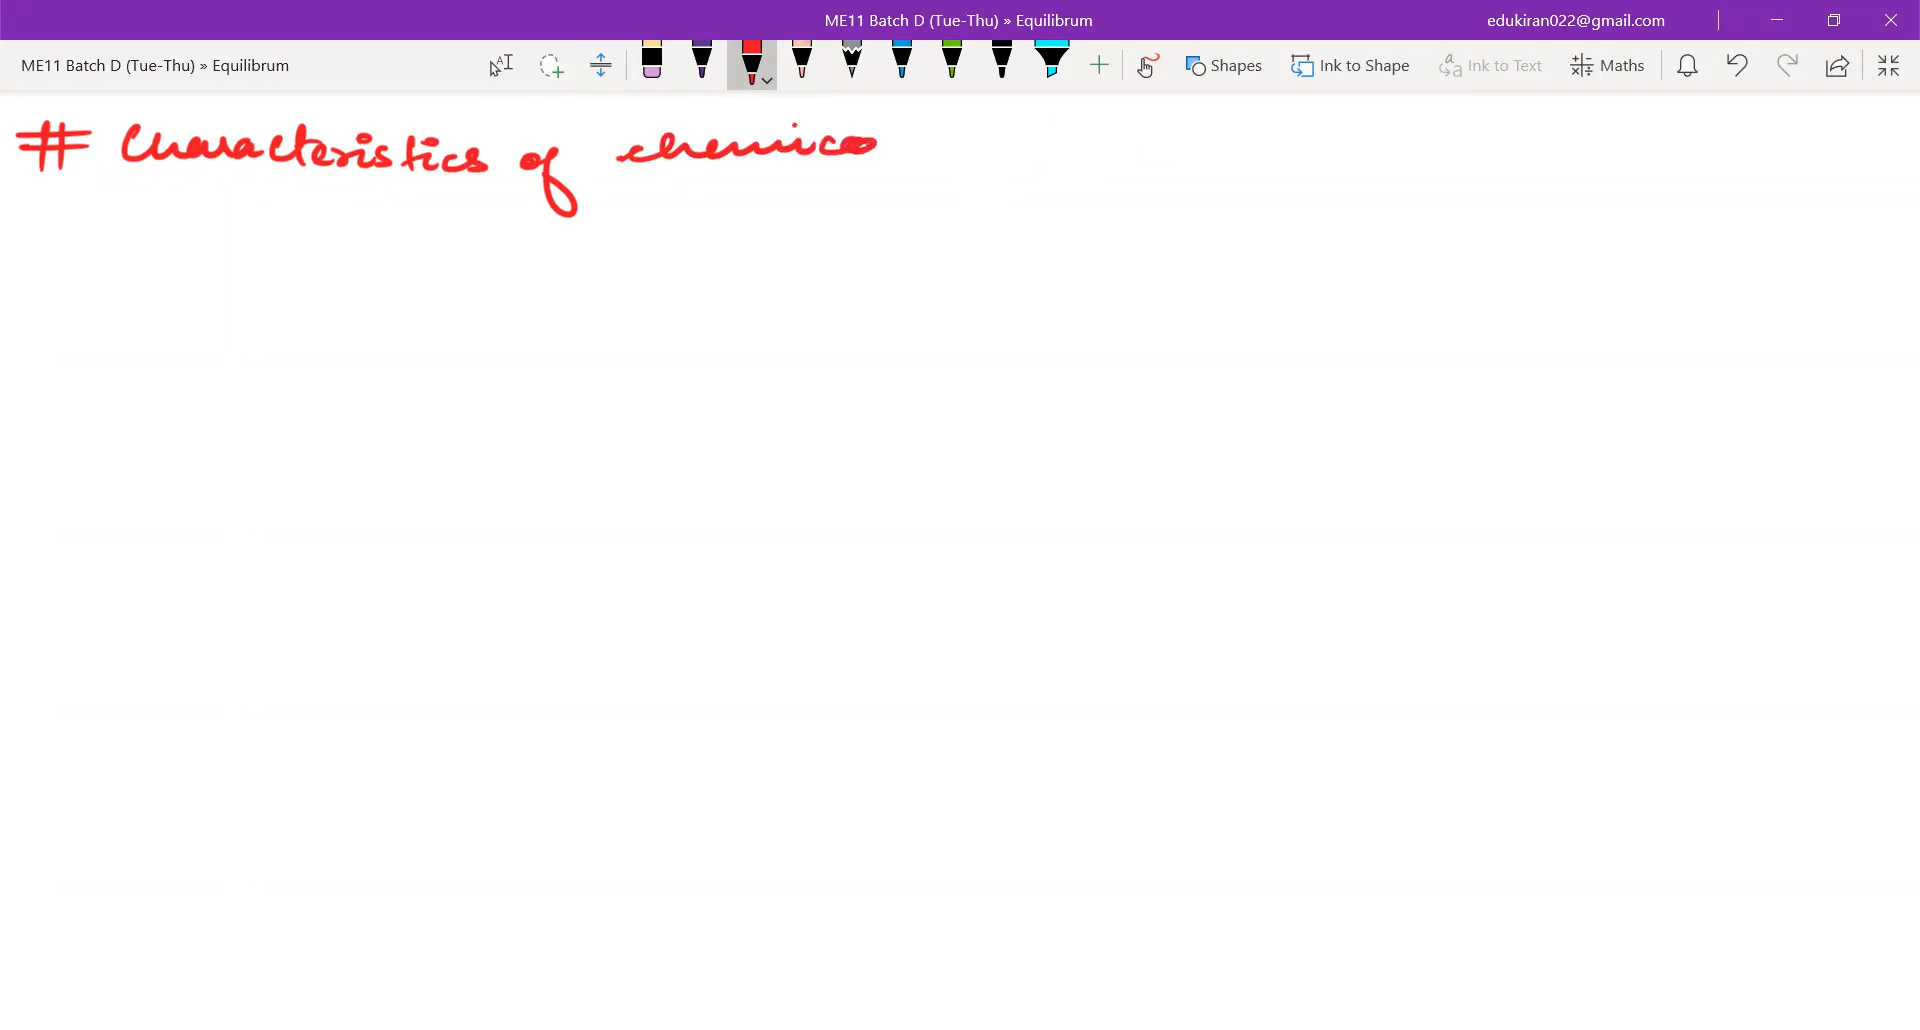 ME11 Batch D (Tue-Thu) » Equilibrum
edukiran022@gmail.com
ME11 Batch D (Tue-Thu) » Equilibrum
Shapes
Ink to Shape
Ink to Text
Maths
# Characteristics of chemica